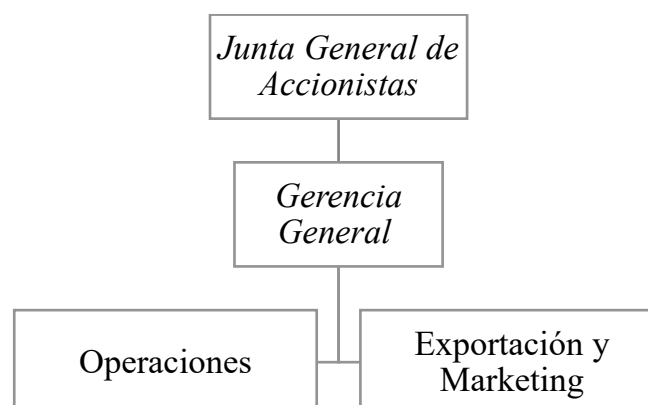 Junta General de
Accionistas
Gerencia
General
Operaciones
Exportación y
Marketing